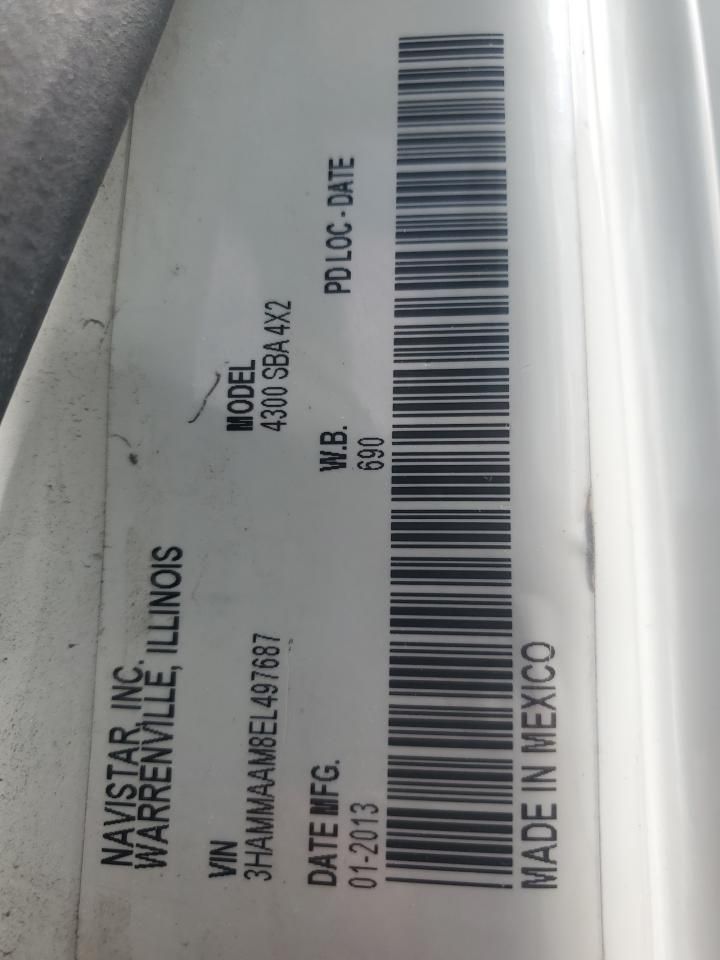 NAVISTAR, INC.
WARRENVILLE, ILLINOIS
VIN
3HAMMAAM8EL497687
MODEL
4300 SBA 4X2
DATE MFG.
01-2013
W.B.
690
PD LOC - DATE
MADE IN MEXICO